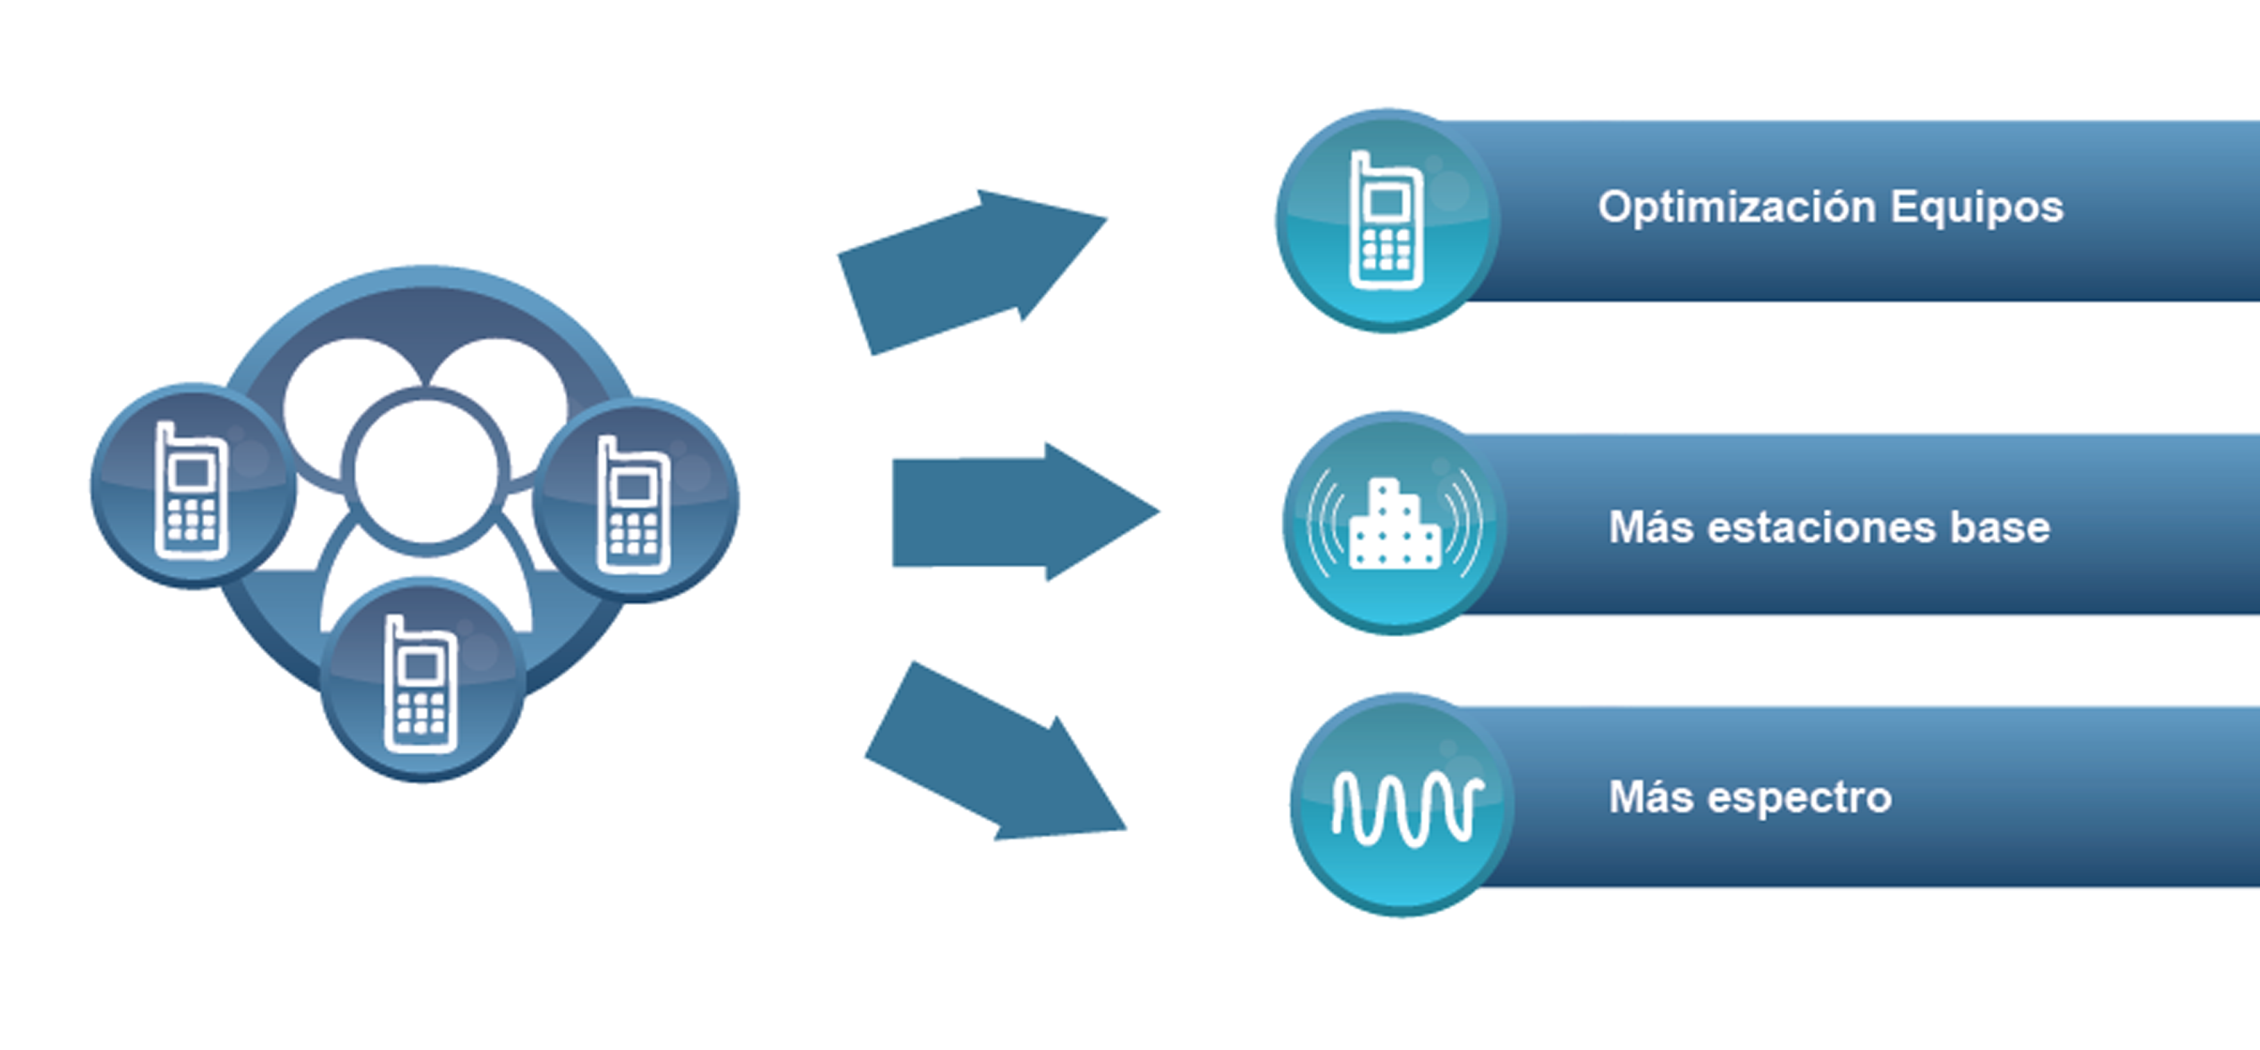 Optimización Equipos
Más estaciones base
Más espectro